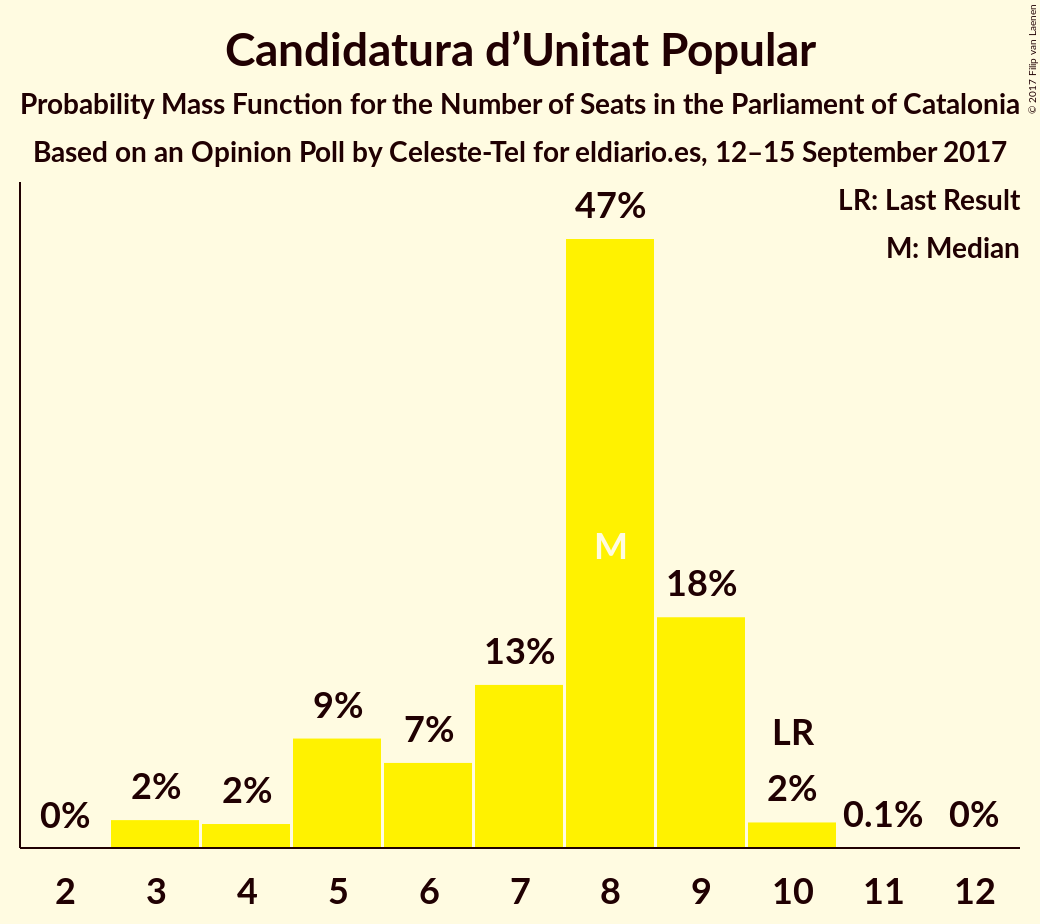 Candidatura d’Unitat Popular
Probability Mass Function for the Number of Seats in the Parliament of Catalonia
Based on an Opinion Poll by Celeste-Tel for eldiario.es, 12–15 September 2017
© 2017 Filip van Laenen
LR: Last Result
M: Median
47%
M
18%
13%
9%
7%
LR
2%
2%
2%
0%
0.1%
0%
2 3 4 5 6 7 8 9 10 11 12